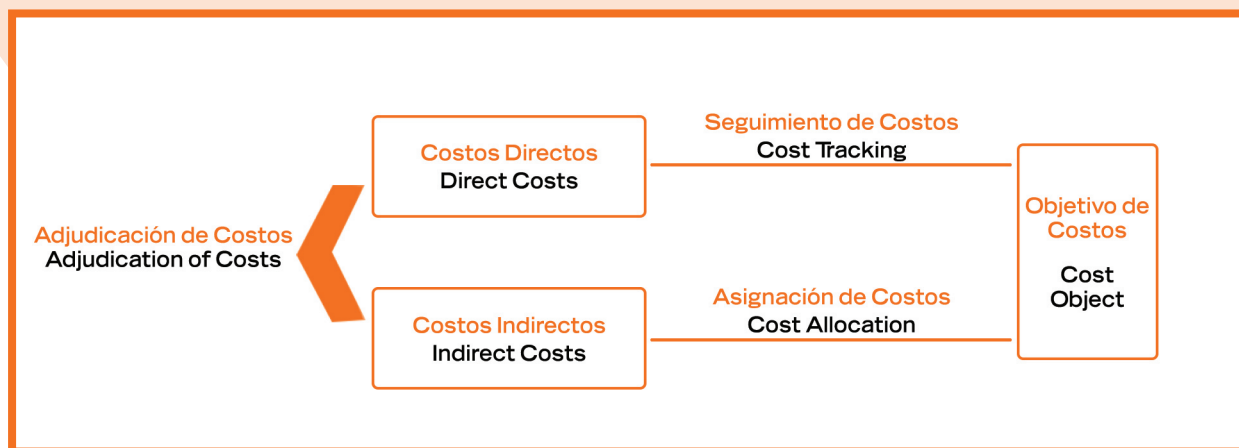 Adjudicación de Costos
Adjudication of Costs
Costos Directos
Direct Costs
Seguimiento de Costos
Cost Tracking
Costos Indirectos
Indirect Costs
Asignación de Costos
Cost Allocation
Objetivo de
Costos
Cost
Object